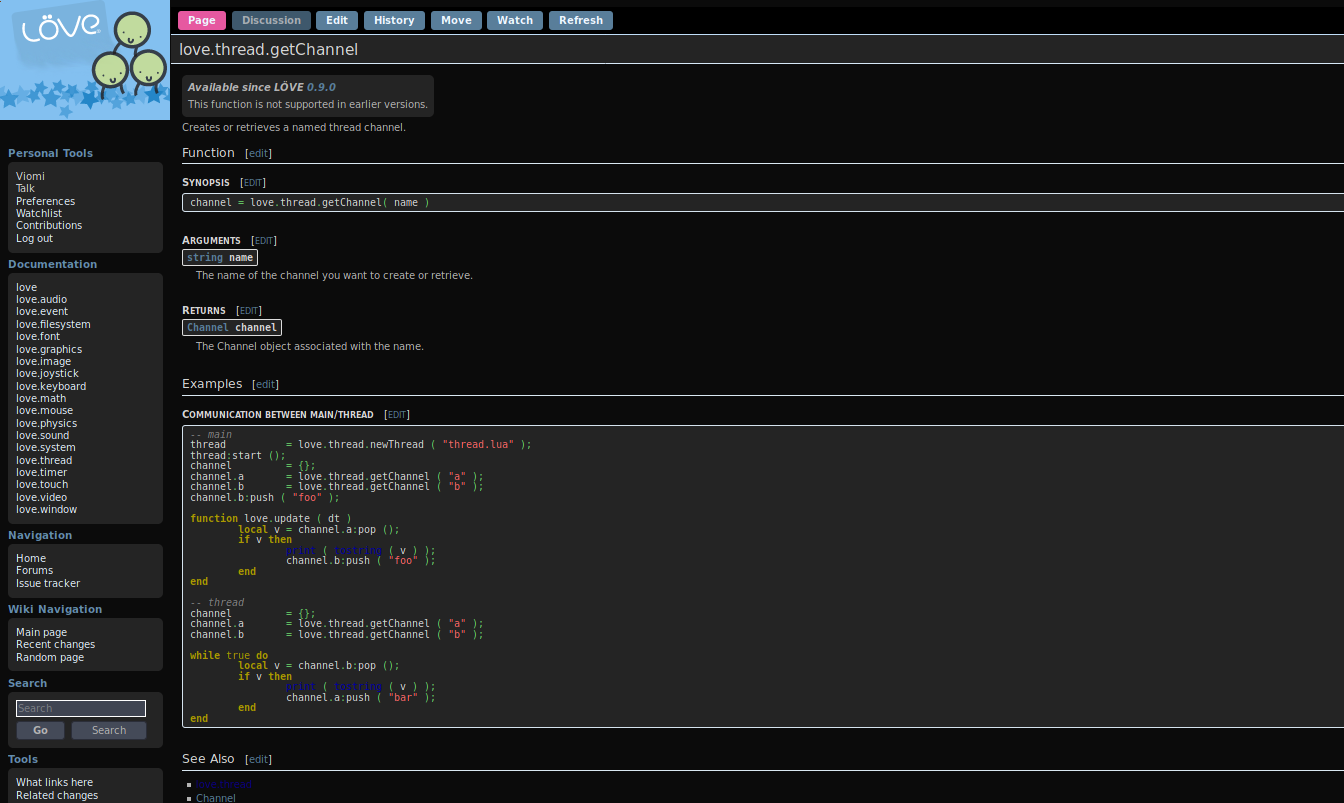 LÖVE
Page Discussion Edit History Move Watch Refresh
love.thread.getChannel
Available since LÖVE 0.9.0
This function is not supported in earlier versions.
Creates or retrieves a named thread channel.
Function [edit]
SYNOPSIS [EDIT]
channel = love.thread.getChannel( name )
ARGUMENTS [EDIT]
string name
The name of the channel you want to create or retrieve.
RETURNS [EDIT]
Channel channel
The Channel object associated with the name.
Examples [edit]
COMMUNICATION BETWEEN MAIN/THREAD [EDIT]
-- main
thread = love.thread.newThread ( "thread.lua" );
thread:start ();
channel = {};
channel.a = love.thread.getChannel ( "a" );
channel.b = love.thread.getChannel ( "b" );
channel.b:push ( "foo" );
function love.update ( dt )
local v = channel.a:pop ();
if v then
print ( tostring ( v ) );
channel.b:push ( "foo" );
end
end
-- thread
channel = {};
channel.a = love.thread.getChannel ( "a" );
channel.b = love.thread.getChannel ( "b" );
while true do
local v = channel.b:pop ();
if v then
print ( tostring ( v ) );
channel.a:push ( "bar" );
end
end
See Also [edit]
love.thread
Channel
Personal Tools
Viomi
Talk
Preferences
Watchlist
Contributions
Log out
Documentation
love
love.audio
love.event
love.filesystem
love.font
love.graphics
love.image
love.joystick
love.keyboard
love.math
love.mouse
love.physics
love.sound
love.system
love.thread
love.timer
love.touch
love.video
love.window
Navigation
Home
Forums
Issue tracker
Wiki Navigation
Main page
Recent changes
Random page
Search
Search
Go Search
Tools
What links here
Related changes